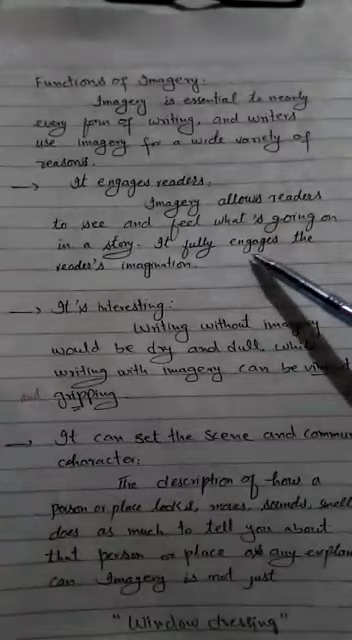 Functions of Imagery:
Imagery is essential to nearly
every form of writing, and writers
use imagery for a wide variety of
reasons.
→ It engages readers,
Imagery allows readers
to see and feel what's going on
in a story. It fully engages the
reader's imagination.
→ It's interesting:
Writing without imagery
would be dry and dull, while
writing with imagery can be
and gripping
→ It can set the scene and commun
coharacter:
The description of how a
person or place looks, moves, sounds, smell
does as much to tell you about
that person or place as any explan
can Imagery is not just
"Window dressing"